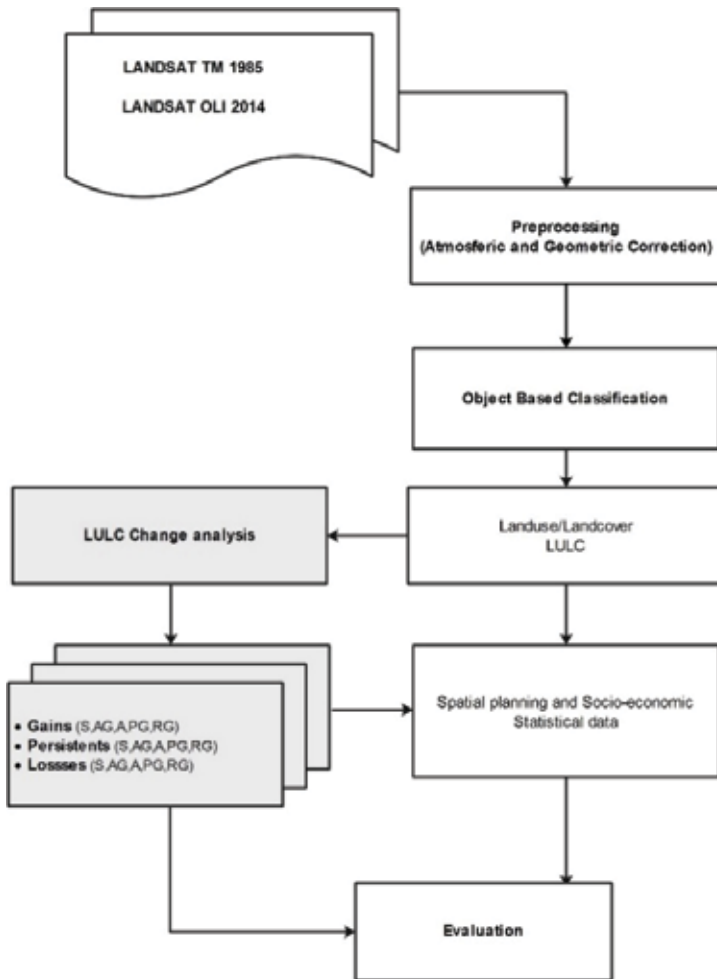 LANDSAT TM 1985
LANDSAT OLI 2014
Preprocessing
(Atmosferic and Geometric Correction)
Object Based Classification
LULC Change analysis
Landuse/Landcover
LULC
• Gains (S,AG,A,PG,RG)
• Persistents (S,AG,A,PG,RG)
• Lossses (S,AG,A,PG,RG)
Spatial planning and Socio-economic
Statistical data
Evaluation